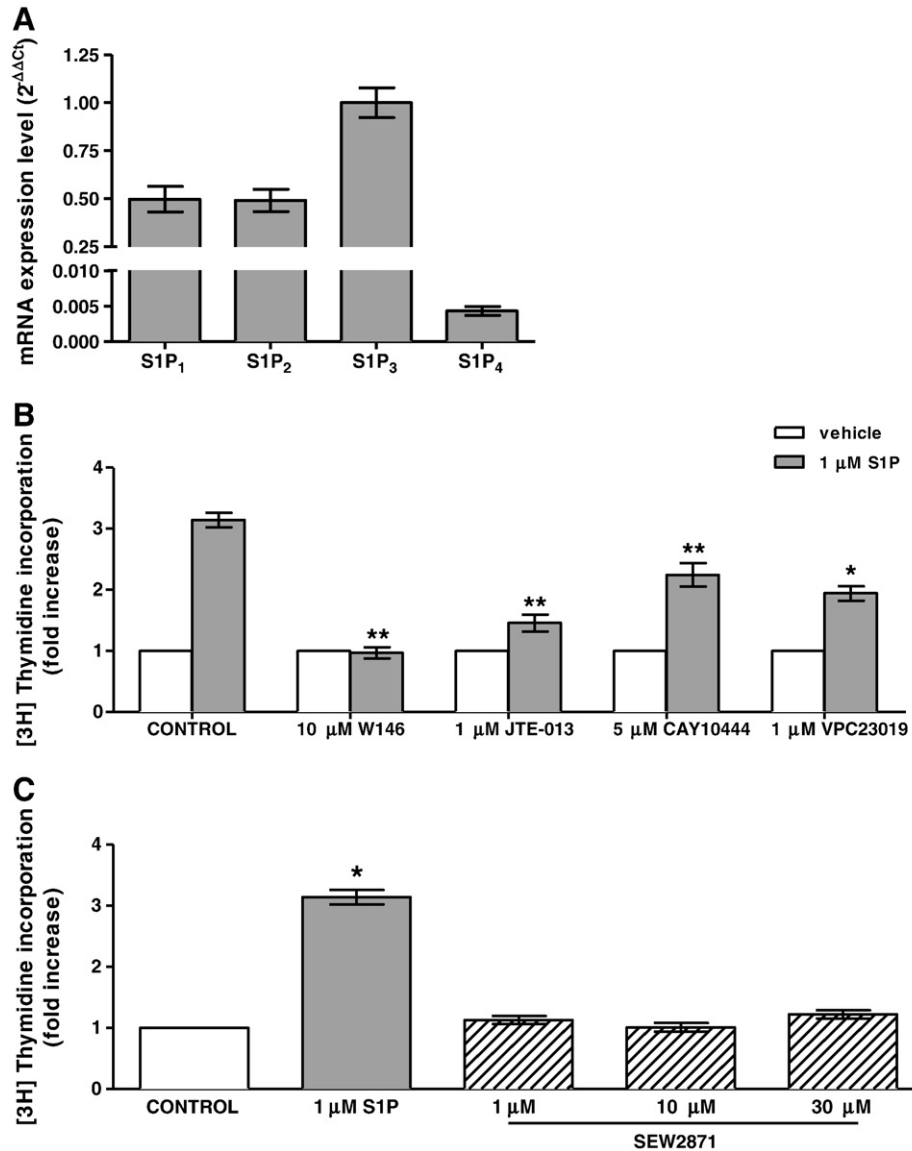 A
mRNA expression level (2^-ΔΔCt)
1.25
1.00
0.75
0.50
0.25
0.010
0.005
0.000
S1P₁ S1P₂ S1P₃ S1P₄
B
[3H] Thymidine incorporation
(fold increase)
vehicle
1 μM S1P
4
3
2
1
0
** ** ** *
CONTROL 10 μM W146 1 μM JTE-013 5 μM CAY10444 1 μM VPC23019
C
[3H] Thymidine incorporation
(fold increase)
4
3
2
1
0
*
CONTROL 1 μM S1P 1 μM 10 μM 30 μM
SEW2871